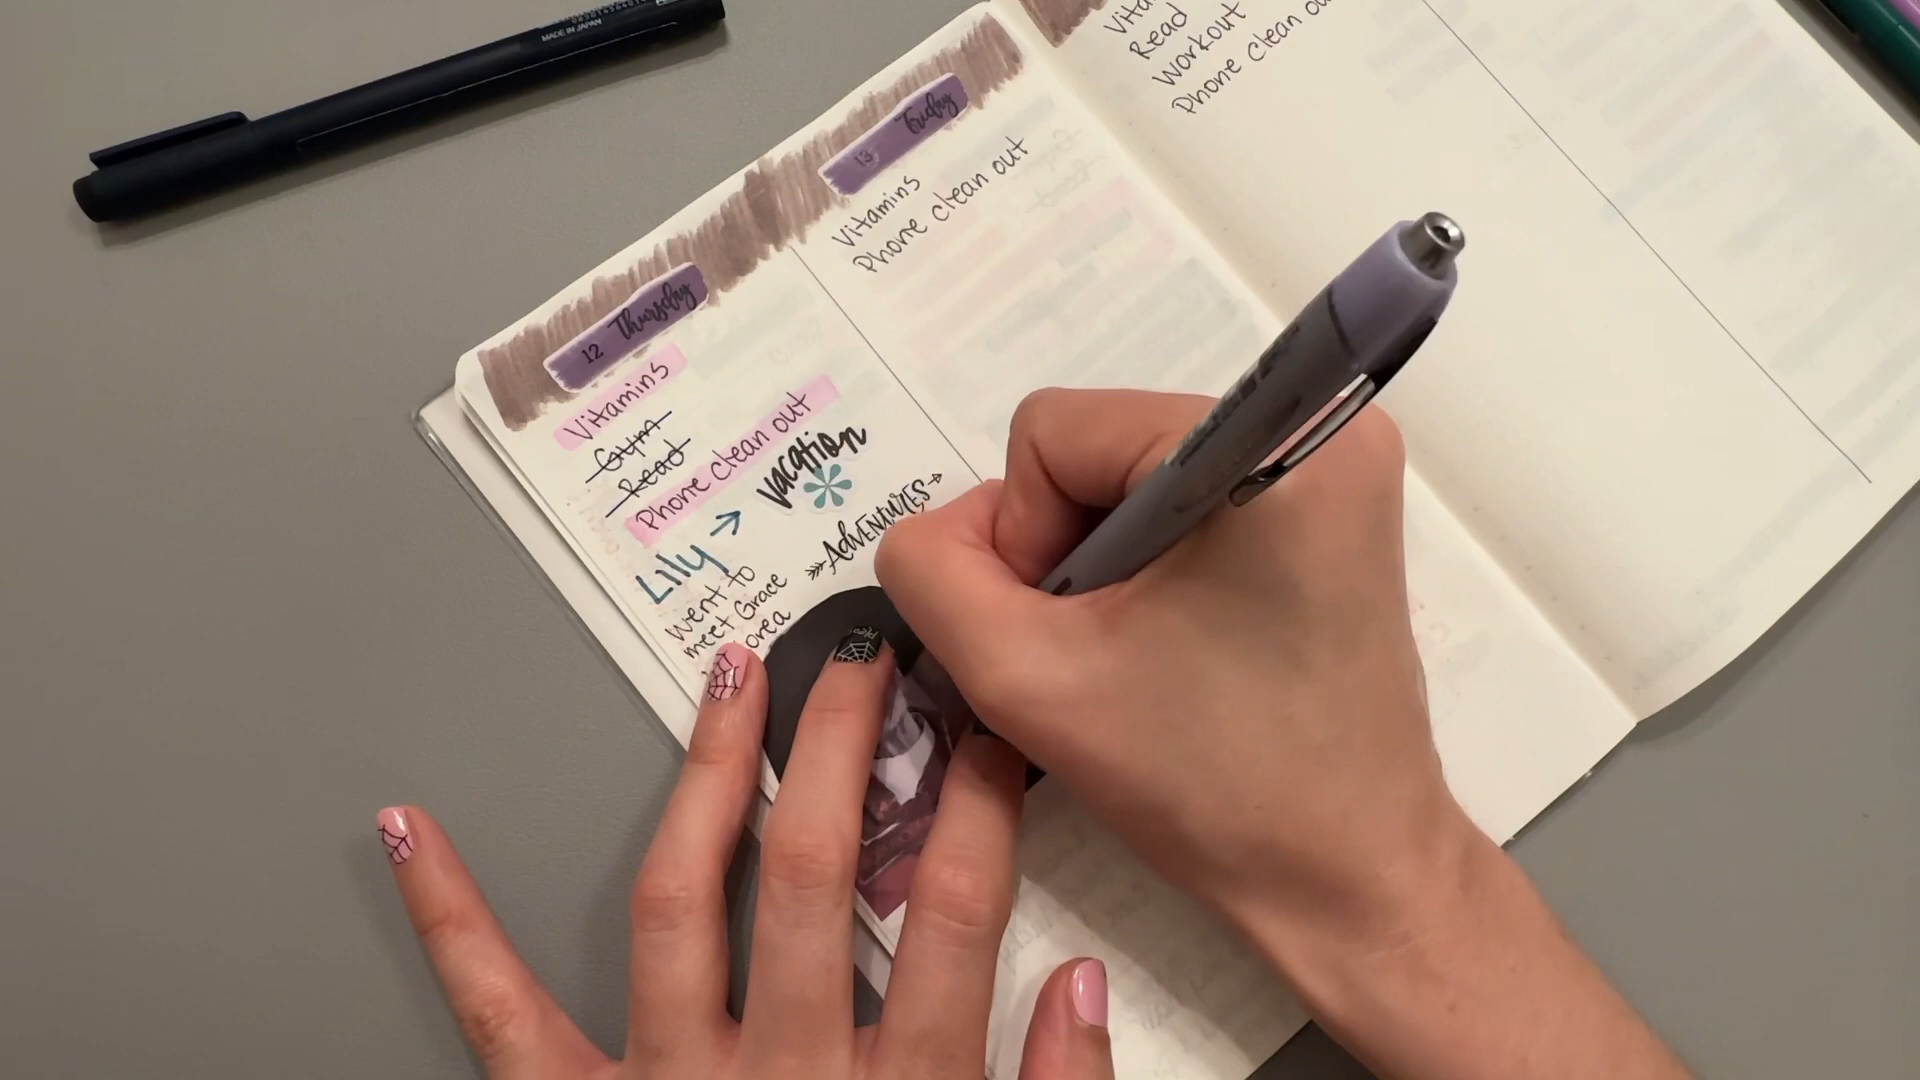 MADE IN JAPAN
12 Thursday
Vitamins
Gym
Read
Phone clean out
Lily →
vacation
Adventures
went to
meet Grace
13 Friday
Vitamins
Phone clean out
Read
Workout
Phone clean